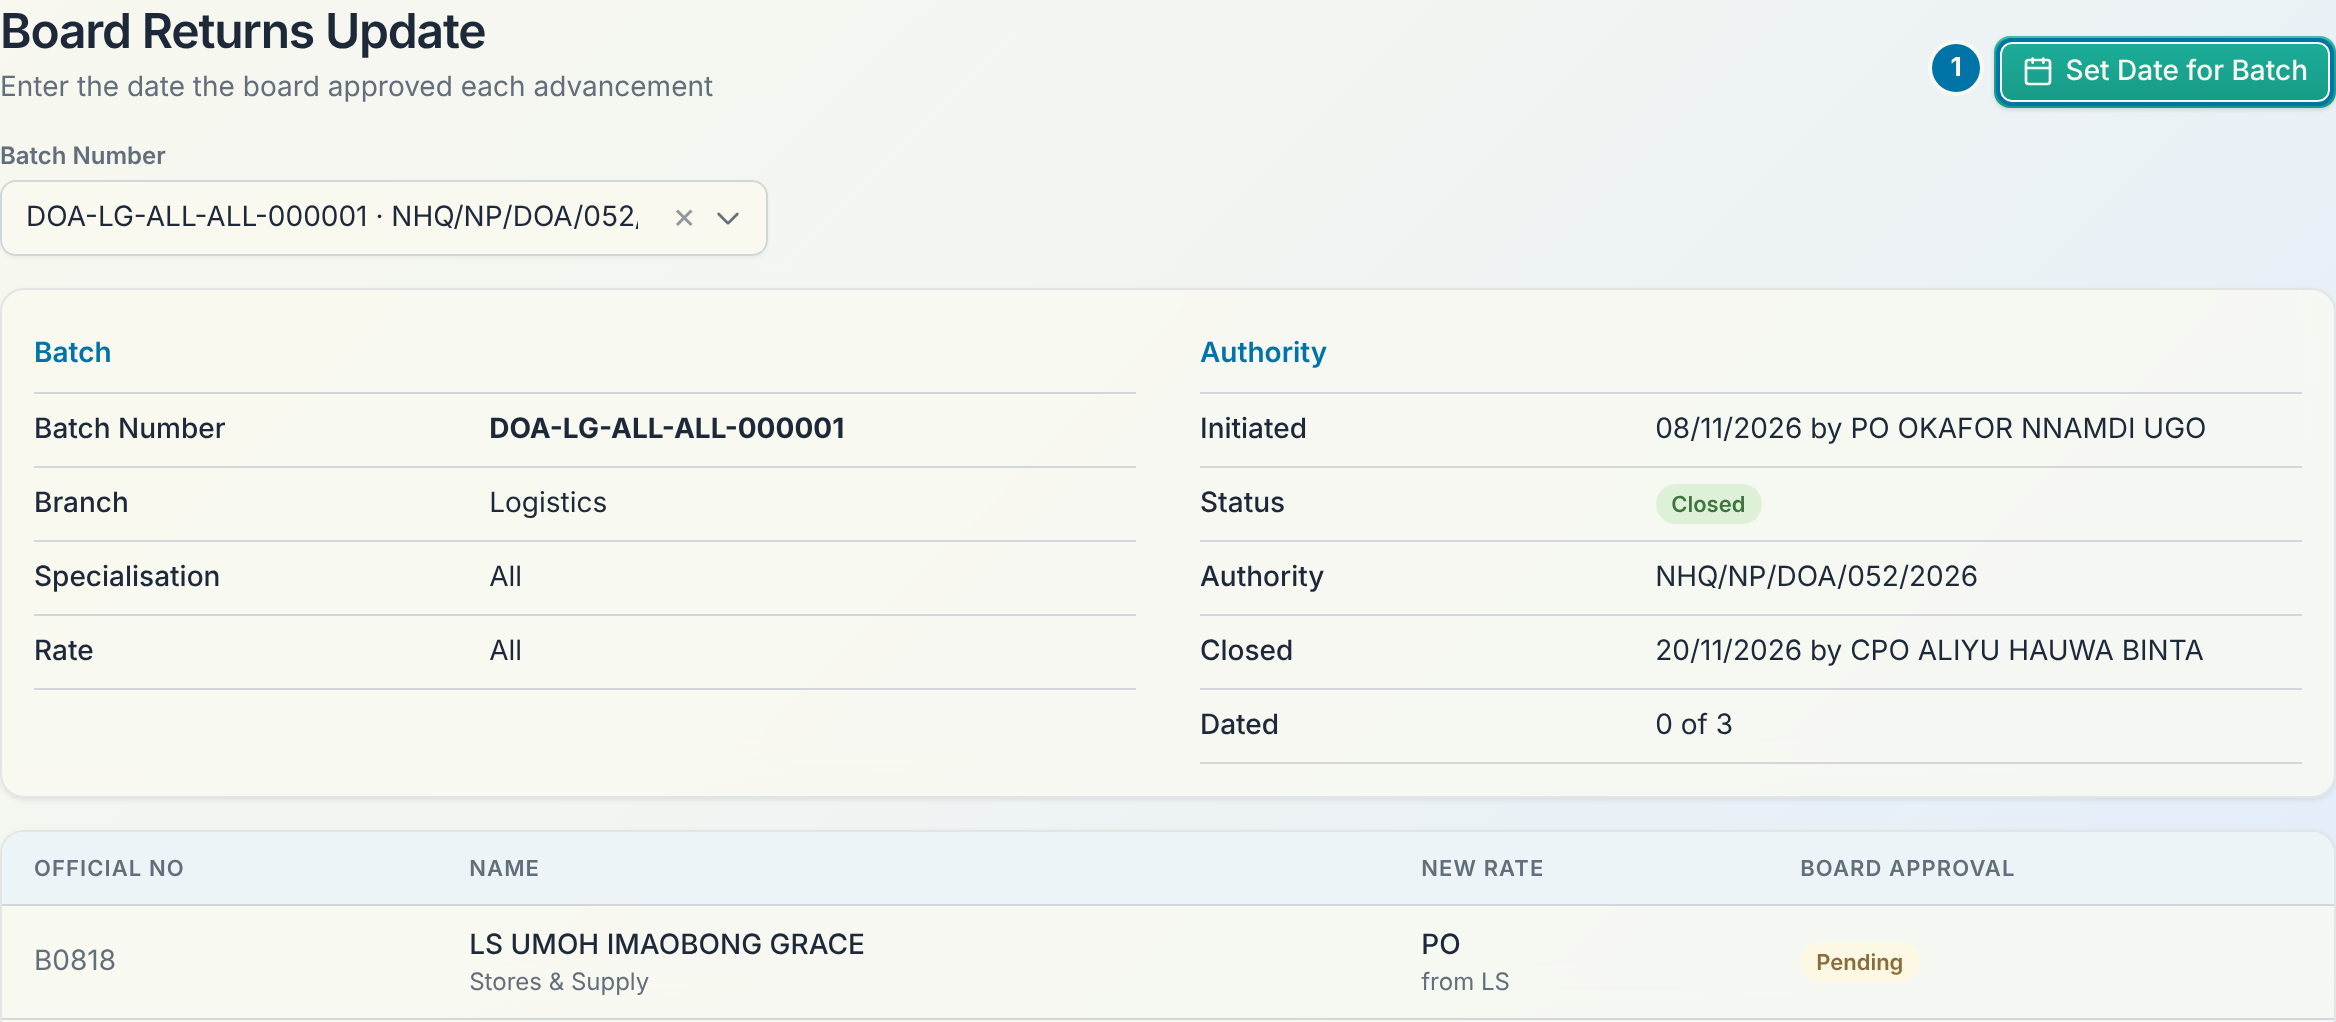 Board Returns Update
Enter the date the board approved each advancement
1
Set Date for Batch
Batch Number
DOA-LG-ALL-ALL-000001 · NHQ/NP/DOA/052,
Batch
Batch Number DOA-LG-ALL-ALL-000001
Branch Logistics
Specialisation All
Rate All
Authority
Initiated 08/11/2026 by PO OKAFOR NNAMDI UGO
Status Closed
Authority NHQ/NP/DOA/052/2026
Closed 20/11/2026 by CPO ALIYU HAUWA BINTA
Dated 0 of 3
OFFICIAL NO NAME NEW RATE BOARD APPROVAL
B0818 LS UMOH IMAOBONG GRACE PO Pending
Stores & Supply from LS